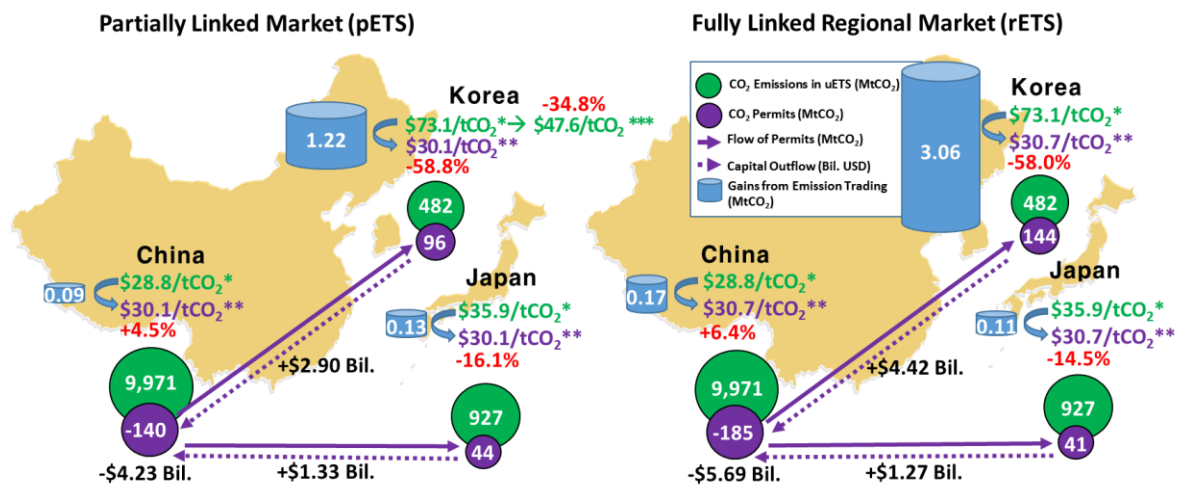 Partially Linked Market (pETS)
Korea
-34.8%
$73.1/tCO₂*→ $47.6/tCO₂***
$30.1/tCO₂**
-58.8%
1.22
482
96
China
$28.8/tCO₂*
$30.1/tCO₂**
+4.5%
0.09
Japan
$35.9/tCO₂*
$30.1/tCO₂**
-16.1%
0.13
+$2.90 Bil.
9,971
-140
927
44
-$4.23 Bil.
+$1.33 Bil.
Fully Linked Regional Market (rETS)
CO₂ Emissions in uETS (MtCO₂)
CO₂ Permits (MtCO₂)
Flow of Permits (MtCO₂)
Capital Outflow (Bil. USD)
Gains from Emission Trading
(MtCO₂)
3.06
Korea
$73.1/tCO₂*
$30.7/tCO₂**
-58.0%
482
144
China
$28.8/tCO₂*
$30.7/tCO₂**
+6.4%
0.17
Japan
$35.9/tCO₂*
$30.7/tCO₂**
-14.5%
0.11
+$4.42 Bil.
9,971
-185
927
41
-$5.69 Bil.
+$1.27 Bil.